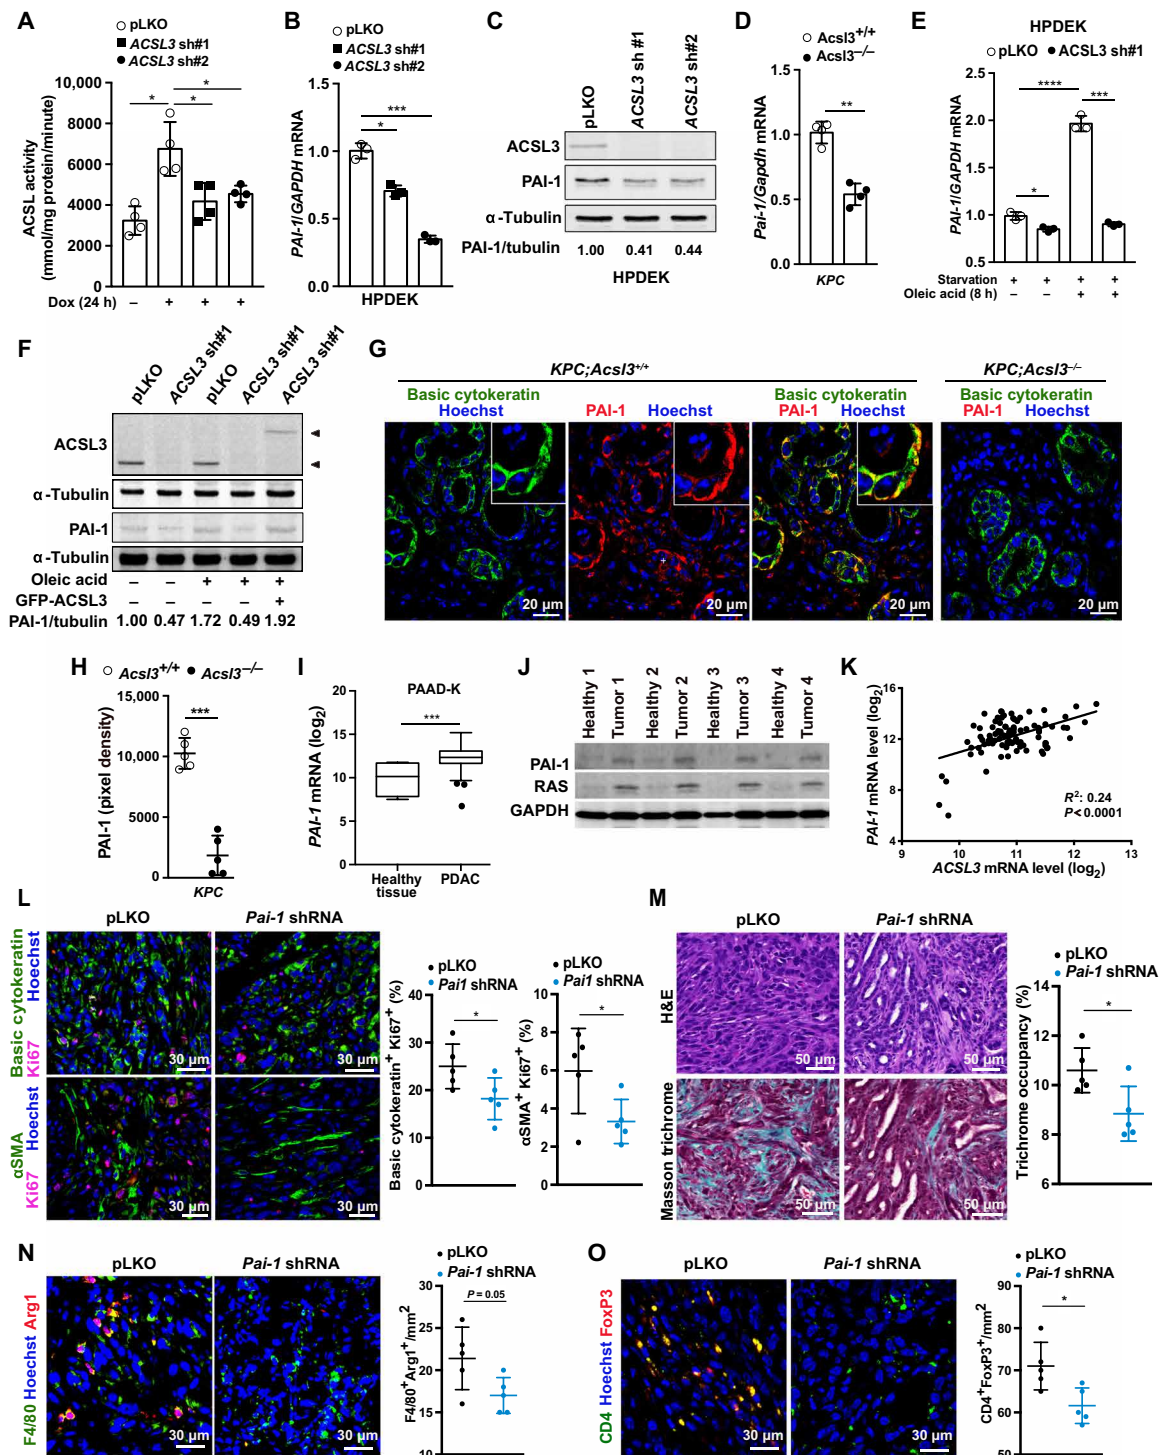 A
pLKO
ACSL3 sh#1
ACSL3 sh#2
ACSL activity
(mmol/mg protein/minute)
10,000
8000
6000
4000
2000
0
* * *
Dox (24 h) – + + +
B
pLKO
ACSL3 sh#1
ACSL3 sh#2
PAI-1/GAPDH mRNA
1.5
1.0
0.5
0.0
***
*
HPDEK
C
pLKO
ACSL3 sh #1
ACSL3 sh#2
ACSL3
PAI-1
α-Tubulin
PAI-1/tubulin 1.00 0.41 0.44
HPDEK
D
Acsl3+/+
Acsl3–/–
Pai-1/Gapdh mRNA
1.5
1.0
0.5
0.0
**
KPC
E
HPDEK
pLKO ACSL3 sh#1
PAI-1/GAPDH mRNA
2.5
2.0
1.5
1.0
0.5
**** ***
*
Starvation + + + +
Oleic acid (8 h) – – + +
F
pLKO
ACSL3 sh#1
pLKO
ACSL3 sh#1
ACSL3 sh#1
ACSL3
α-Tubulin
PAI-1
α-Tubulin
Oleic acid – – + + +
GFP-ACSL3 – – – – +
PAI-1/tubulin 1.00 0.47 1.72 0.49 1.92
G
KPC;Acsl3+/+
KPC;Acsl3–/–
Basic cytokeratin
Hoechst
PAI-1 Hoechst
Basic cytokeratin
PAI-1 Hoechst
Basic cytokeratin
PAI-1 Hoechst
20 µm
20 µm
20 µm
20 µm
H
Acsl3+/+ Acsl3–/–
PAI-1 (pixel density)
15,000
10,000
5000
0
***
KPC
I
PAAD-K
PAI-1 mRNA (log2)
20
15
10
5
0
***
Healthy
tissue
PDAC
J
Healthy 1
Tumor 1
Healthy 2
Tumor 2
Healthy 3
Tumor 3
Healthy 4
Tumor 4
PAI-1
RAS
GAPDH
K
PAI-1 mRNA level (log2)
16
12
8
4
R2: 0.24
P < 0.0001
9 10 11 12 13
ACSL3 mRNA level (log2)
L
pLKO
Pai-1 shRNA
Basic cytokeratin
Ki67 Hoechst
30 µm
30 µm
αSMA
Ki67 Hoechst
30 µm
30 µm
pLKO
Pai1 shRNA
Basic cytokeratin+ Ki67+ (%)
40
30
20
10
0
*
pLKO
Pai-1 shRNA
αSMA+ Ki67+ (%)
10
8
6
4
2
0
*
M
pLKO
Pai-1 shRNA
H&E
50 µm
50 µm
Masson trichrome
50 µm
50 µm
pLKO
Pai-1 shRNA
Trichrome occupancy (%)
14
12
10
8
6
*
N
pLKO
Pai-1 shRNA
F4/80 Hoechst Arg1
30 µm
30 µm
pLKO
Pai-1 shRNA
F4/80+Arg1+/mm2
30
25
20
15
10
P = 0.05
O
pLKO
Pai-1 shRNA
CD4 Hoechst FoxP3
30 µm
30 µm
pLKO
Pai-1 shRNA
CD4+FoxP3+/mm2
90
80
70
60
50
*